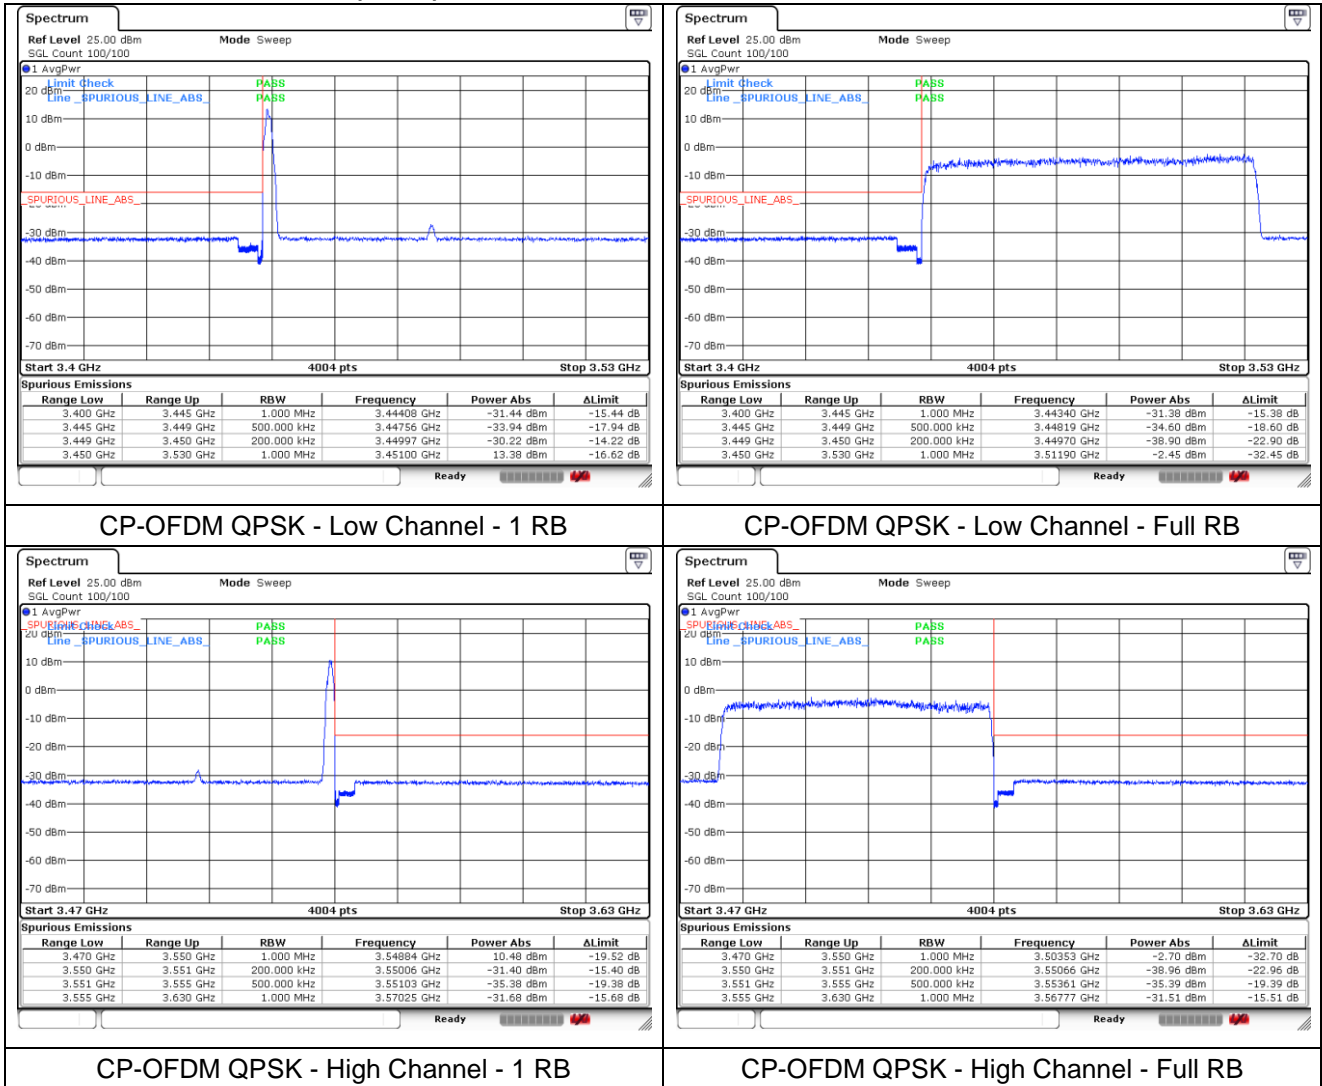 Spectrum
Ref Level 25.00 dBm Mode Sweep
SGL Count 100/100
1 AvgPwr
Limit Check PASS
20 dBm
Line _SPURIOUS_LINE_ABS_ PASS
10 dBm
0 dBm
-10 dBm
_SPURIOUS_LINE_ABS_
-30 dBm
-40 dBm
-50 dBm
-60 dBm
-70 dBm
Start 3.4 GHz 4004 pts Stop 3.53 GHz
Spurious Emissions
Range Low Range Up RBW Frequency Power Abs ΔLimit
3.400 GHz 3.445 GHz 1.000 MHz 3.44408 GHz -31.44 dBm -15.44 dB
3.445 GHz 3.449 GHz 500.000 kHz 3.44756 GHz -33.94 dBm -17.94 dB
3.449 GHz 3.450 GHz 200.000 kHz 3.44997 GHz -30.22 dBm -14.22 dB
3.450 GHz 3.530 GHz 1.000 MHz 3.45100 GHz 13.38 dBm -16.62 dB
Ready
CP-OFDM QPSK - Low Channel - 1 RB
Spectrum
Ref Level 25.00 dBm Mode Sweep
SGL Count 100/100
1 AvgPwr
Limit Check PASS
20 dBm
Line _SPURIOUS_LINE_ABS_ PASS
10 dBm
0 dBm
-10 dBm
_SPURIOUS_LINE_ABS_
-30 dBm
-40 dBm
-50 dBm
-60 dBm
-70 dBm
Start 3.4 GHz 4004 pts Stop 3.53 GHz
Spurious Emissions
Range Low Range Up RBW Frequency Power Abs ΔLimit
3.400 GHz 3.445 GHz 1.000 MHz 3.44340 GHz -31.38 dBm -15.38 dB
3.445 GHz 3.449 GHz 500.000 kHz 3.44819 GHz -34.60 dBm -18.60 dB
3.449 GHz 3.450 GHz 200.000 kHz 3.44970 GHz -38.90 dBm -22.90 dB
3.450 GHz 3.530 GHz 1.000 MHz 3.51190 GHz -2.45 dBm -32.45 dB
Ready
CP-OFDM QPSK - Low Channel - Full RB
Spectrum
Ref Level 25.00 dBm Mode Sweep
SGL Count 100/100
1 AvgPwr
_SPURIOUS_LINE_ABS_
Limit Check PASS
20 dBm
Line _SPURIOUS_LINE_ABS_ PASS
10 dBm
0 dBm
-10 dBm
-20 dBm
-30 dBm
-40 dBm
-50 dBm
-60 dBm
-70 dBm
Start 3.47 GHz 4004 pts Stop 3.63 GHz
Spurious Emissions
Range Low Range Up RBW Frequency Power Abs ΔLimit
3.470 GHz 3.550 GHz 1.000 MHz 3.54884 GHz 10.48 dBm -19.52 dB
3.550 GHz 3.551 GHz 200.000 kHz 3.55006 GHz -31.40 dBm -15.40 dB
3.551 GHz 3.555 GHz 500.000 kHz 3.55103 GHz -35.38 dBm -19.38 dB
3.555 GHz 3.630 GHz 1.000 MHz 3.57025 GHz -31.68 dBm -15.68 dB
Ready
CP-OFDM QPSK - High Channel - 1 RB
Spectrum
Ref Level 25.00 dBm Mode Sweep
SGL Count 100/100
1 AvgPwr
_SPURIOUS_LINE_ABS_
Limit Check PASS
20 dBm
Line _SPURIOUS_LINE_ABS_ PASS
10 dBm
0 dBm
-10 dBm
-20 dBm
-30 dBm
-40 dBm
-50 dBm
-60 dBm
-70 dBm
Start 3.47 GHz 4004 pts Stop 3.63 GHz
Spurious Emissions
Range Low Range Up RBW Frequency Power Abs ΔLimit
3.470 GHz 3.550 GHz 1.000 MHz 3.50353 GHz -2.70 dBm -32.70 dB
3.550 GHz 3.551 GHz 200.000 kHz 3.55066 GHz -38.96 dBm -22.96 dB
3.551 GHz 3.555 GHz 500.000 kHz 3.55361 GHz -35.39 dBm -19.39 dB
3.555 GHz 3.630 GHz 1.000 MHz 3.56777 GHz -31.51 dBm -15.51 dB
Ready
CP-OFDM QPSK - High Channel - Full RB